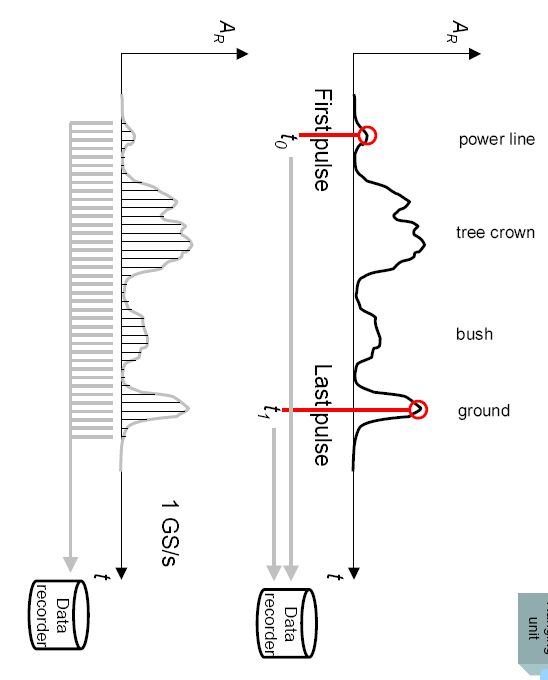 A_R
A_R
First pulse
t_0
power line
tree crown
bush
Last pulse
t_1
ground
1 GS/s
t
t
Data
recorder
Data
recorder
unit